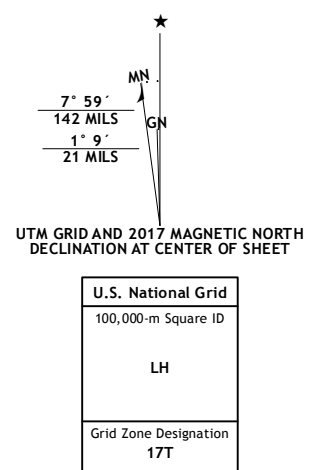 ★
MN
7° 59´
142 MILS
GN
1° 9´
21 MILS
UTM GRID AND 2017 MAGNETIC NORTH
DECLINATION AT CENTER OF SHEET
U.S. National Grid
100,000-m Square ID
LH
Grid Zone Designation
17T